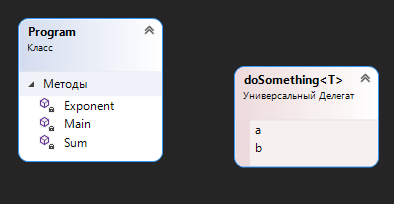 Program
Класс
Методы
Exponent
Main
Sum
doSomething<T>
Универсальный Делегат
a
b